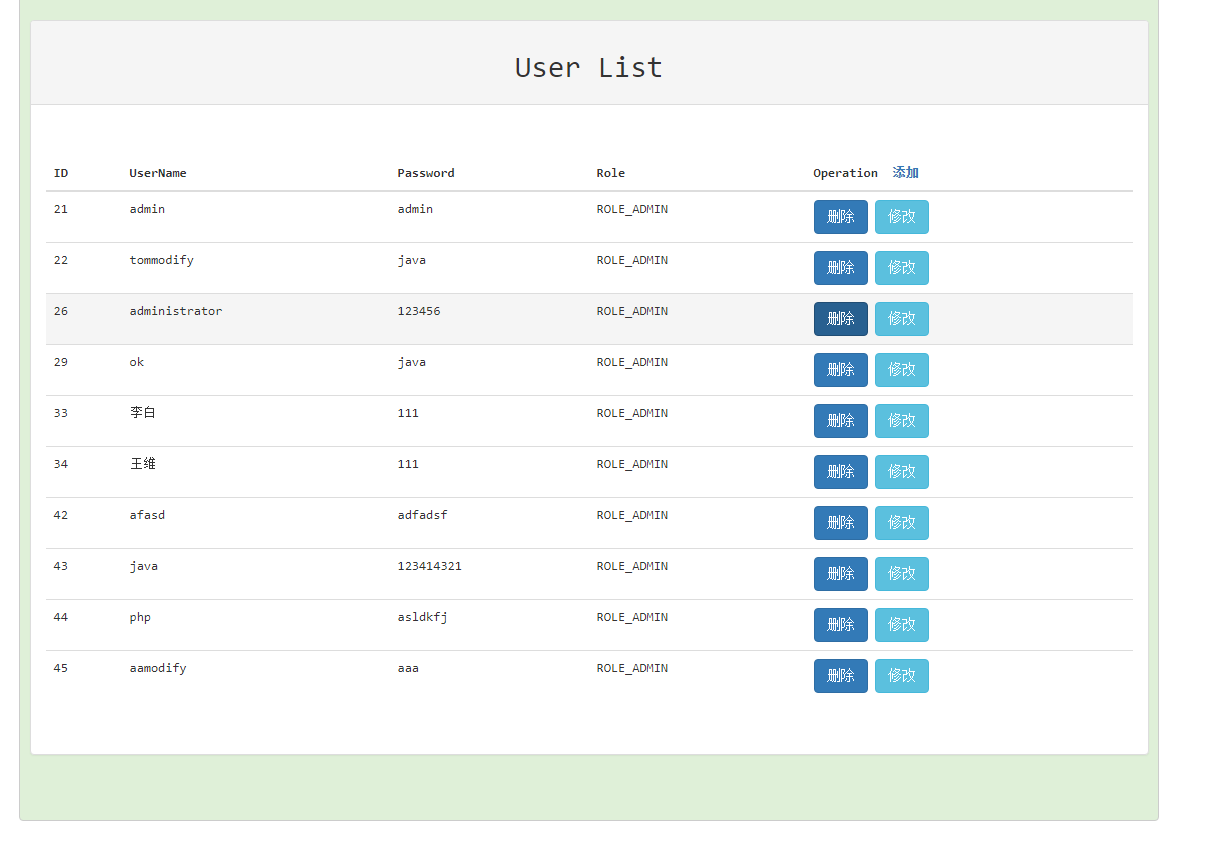 User List
ID UserName Password Role Operation 添加
21 admin admin ROLE_ADMIN 删除 修改
22 tommodify java ROLE_ADMIN 删除 修改
26 administrator 123456 ROLE_ADMIN 删除 修改
29 ok java ROLE_ADMIN 删除 修改
33 李白 111 ROLE_ADMIN 删除 修改
34 王维 111 ROLE_ADMIN 删除 修改
42 afasd adfadsf ROLE_ADMIN 删除 修改
43 java 123414321 ROLE_ADMIN 删除 修改
44 php asldkfj ROLE_ADMIN 删除 修改
45 aamodify aaa ROLE_ADMIN 删除 修改